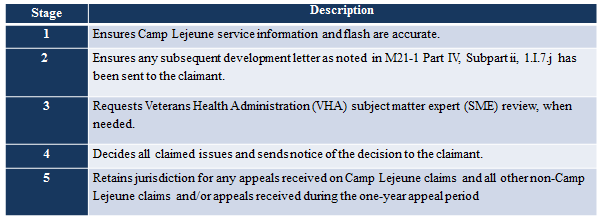 Stage Description
1 Ensures Camp Lejeune service information and flash are accurate.
2 Ensures any subsequent development letter as noted in M21-1 Part IV, Subpart ii, 1.I.7.j has
been sent to the claimant.
3 Requests Veterans Health Administration (VHA) subject matter expert (SME) review, when
needed.
4 Decides all claimed issues and sends notice of the decision to the claimant.
5 Retains jurisdiction for any appeals received on Camp Lejeune claims and all other non-Camp
Lejeune claims and/or appeals received during the one-year appeal period